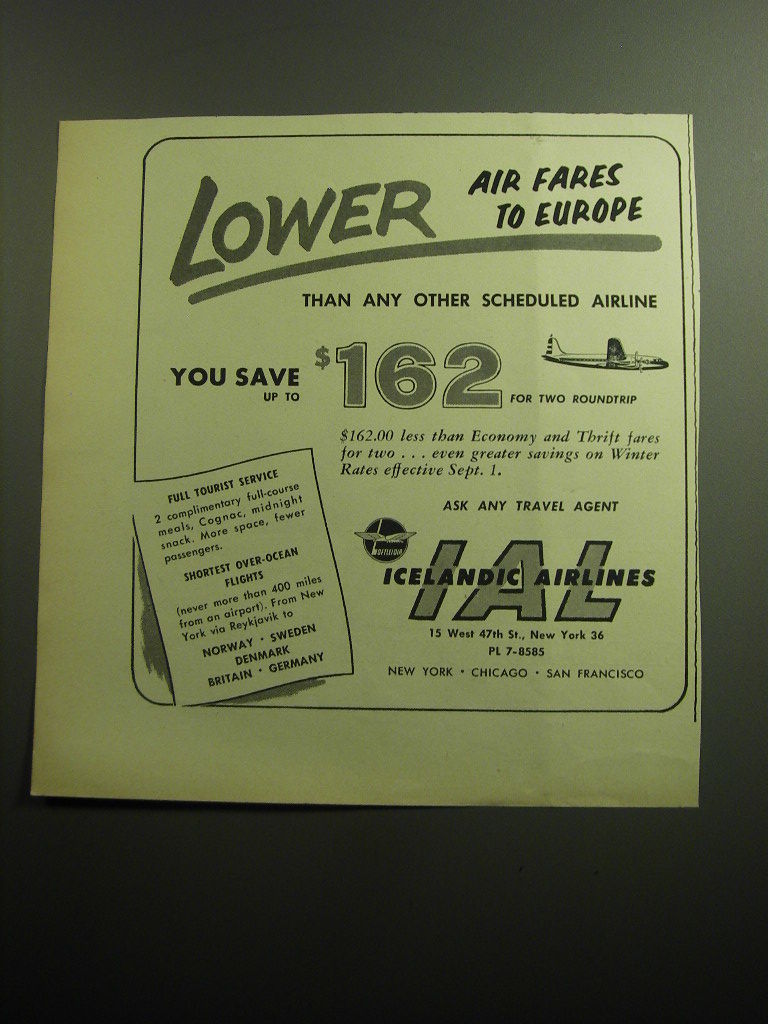 LOWER AIR FARES
TO EUROPE
THAN ANY OTHER SCHEDULED AIRLINE
YOU SAVE
UP TO
$162
FOR TWO ROUNDTRIP
$162.00 less than Economy and Thrift fares
for two . . . even greater savings on Winter
Rates effective Sept. 1.
FULL TOURIST SERVICE
2 complimentary full-course
meals, Cognac, midnight
snack. More space, fewer
passengers.
SHORTEST OVER-OCEAN
FLIGHTS
(never more than 400 miles
from an airport). From New
York via Reykjavik to
NORWAY · SWEDEN
DENMARK
BRITAIN · GERMANY
ASK ANY TRAVEL AGENT
LOFTLEIDIR
IAL
ICELANDIC AIRLINES
15 West 47th St., New York 36
PL 7-8585
NEW YORK · CHICAGO · SAN FRANCISCO